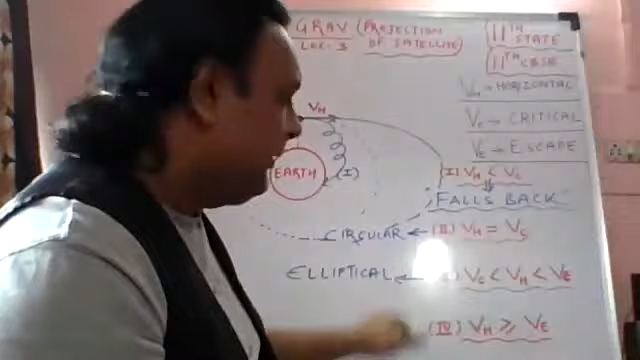 GRAV (PROJECTION
LEC-3 OF SATELLITE)
11TH STATE
11TH CBSE
VH → HORIZONTAL
VC → CRITICAL
VE → ESCAPE
VH
EARTH
(I)
I) VH < VC
FALLS BACK
CIRCULAR ← (II) VH = VC
ELLIPTICAL ← ) VC < VH < VE
(IV) VH ≥ VE